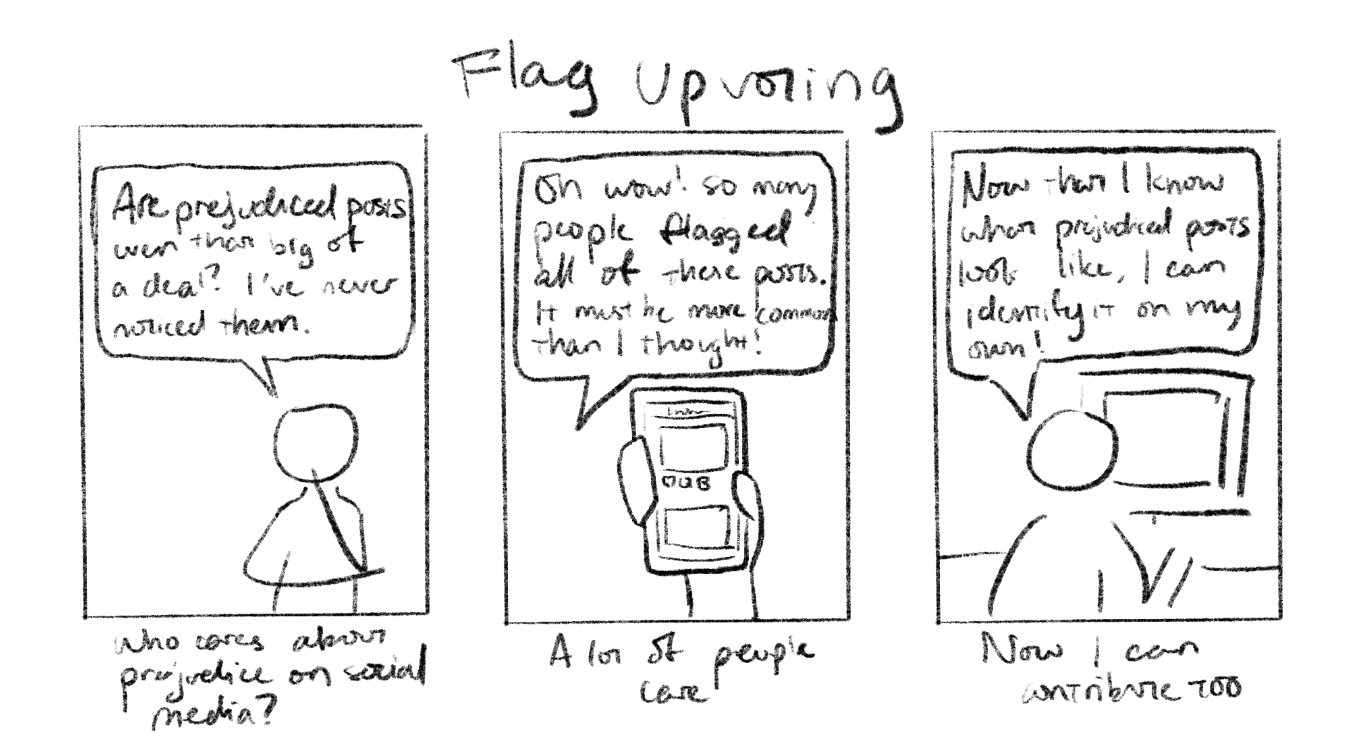 Flag Upvoting
Are prejudiced posts
even that big of
a deal? I've never
noticed them.
Oh wow! so many
people flagged
all of these posts.
It must be more common
than I thought!
Now that I know
what prejudiced posts
look like, I can
identify it on my
own!
who cares about
prejudice on social
media?
A lot of people
care
Now I can
contribute too